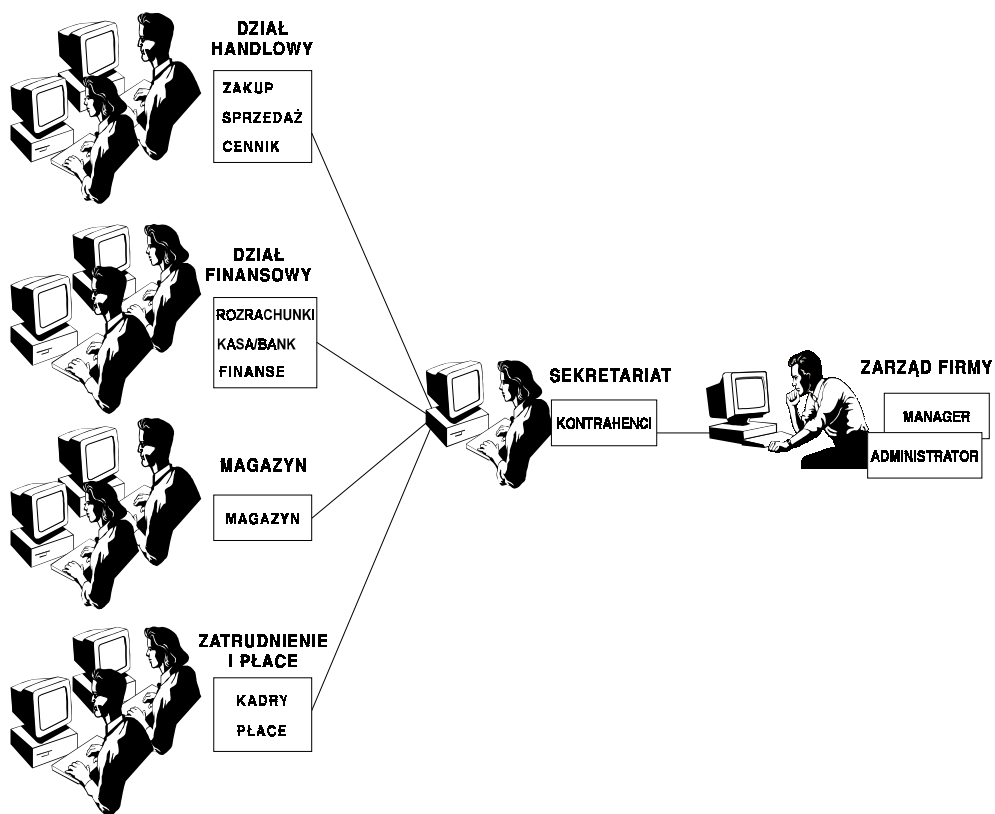 DZIAŁ
HANDLOWY
ZAKUP
SPRZEDAŻ
CENNIK
DZIAŁ
FINANSOWY
ROZRACHUNKI
KASA/BANK
FINANSE
MAGAZYN
MAGAZYN
ZATRUDNIENIE
I PŁACE
KADRY
PŁACE
SEKRETARIAT
KONTRAHENCI
ZARZĄD FIRMY
MANAGER
ADMINISTRATOR